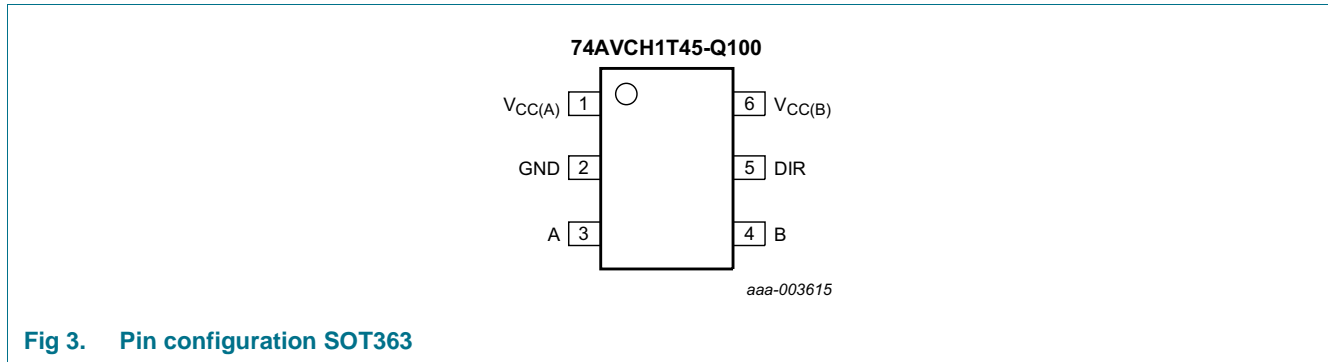 74AVCH1T45-Q100
VCC(A) 1 6 VCC(B)
GND 2 5 DIR
A 3 4 B
aaa-003615
Fig 3. Pin configuration SOT363